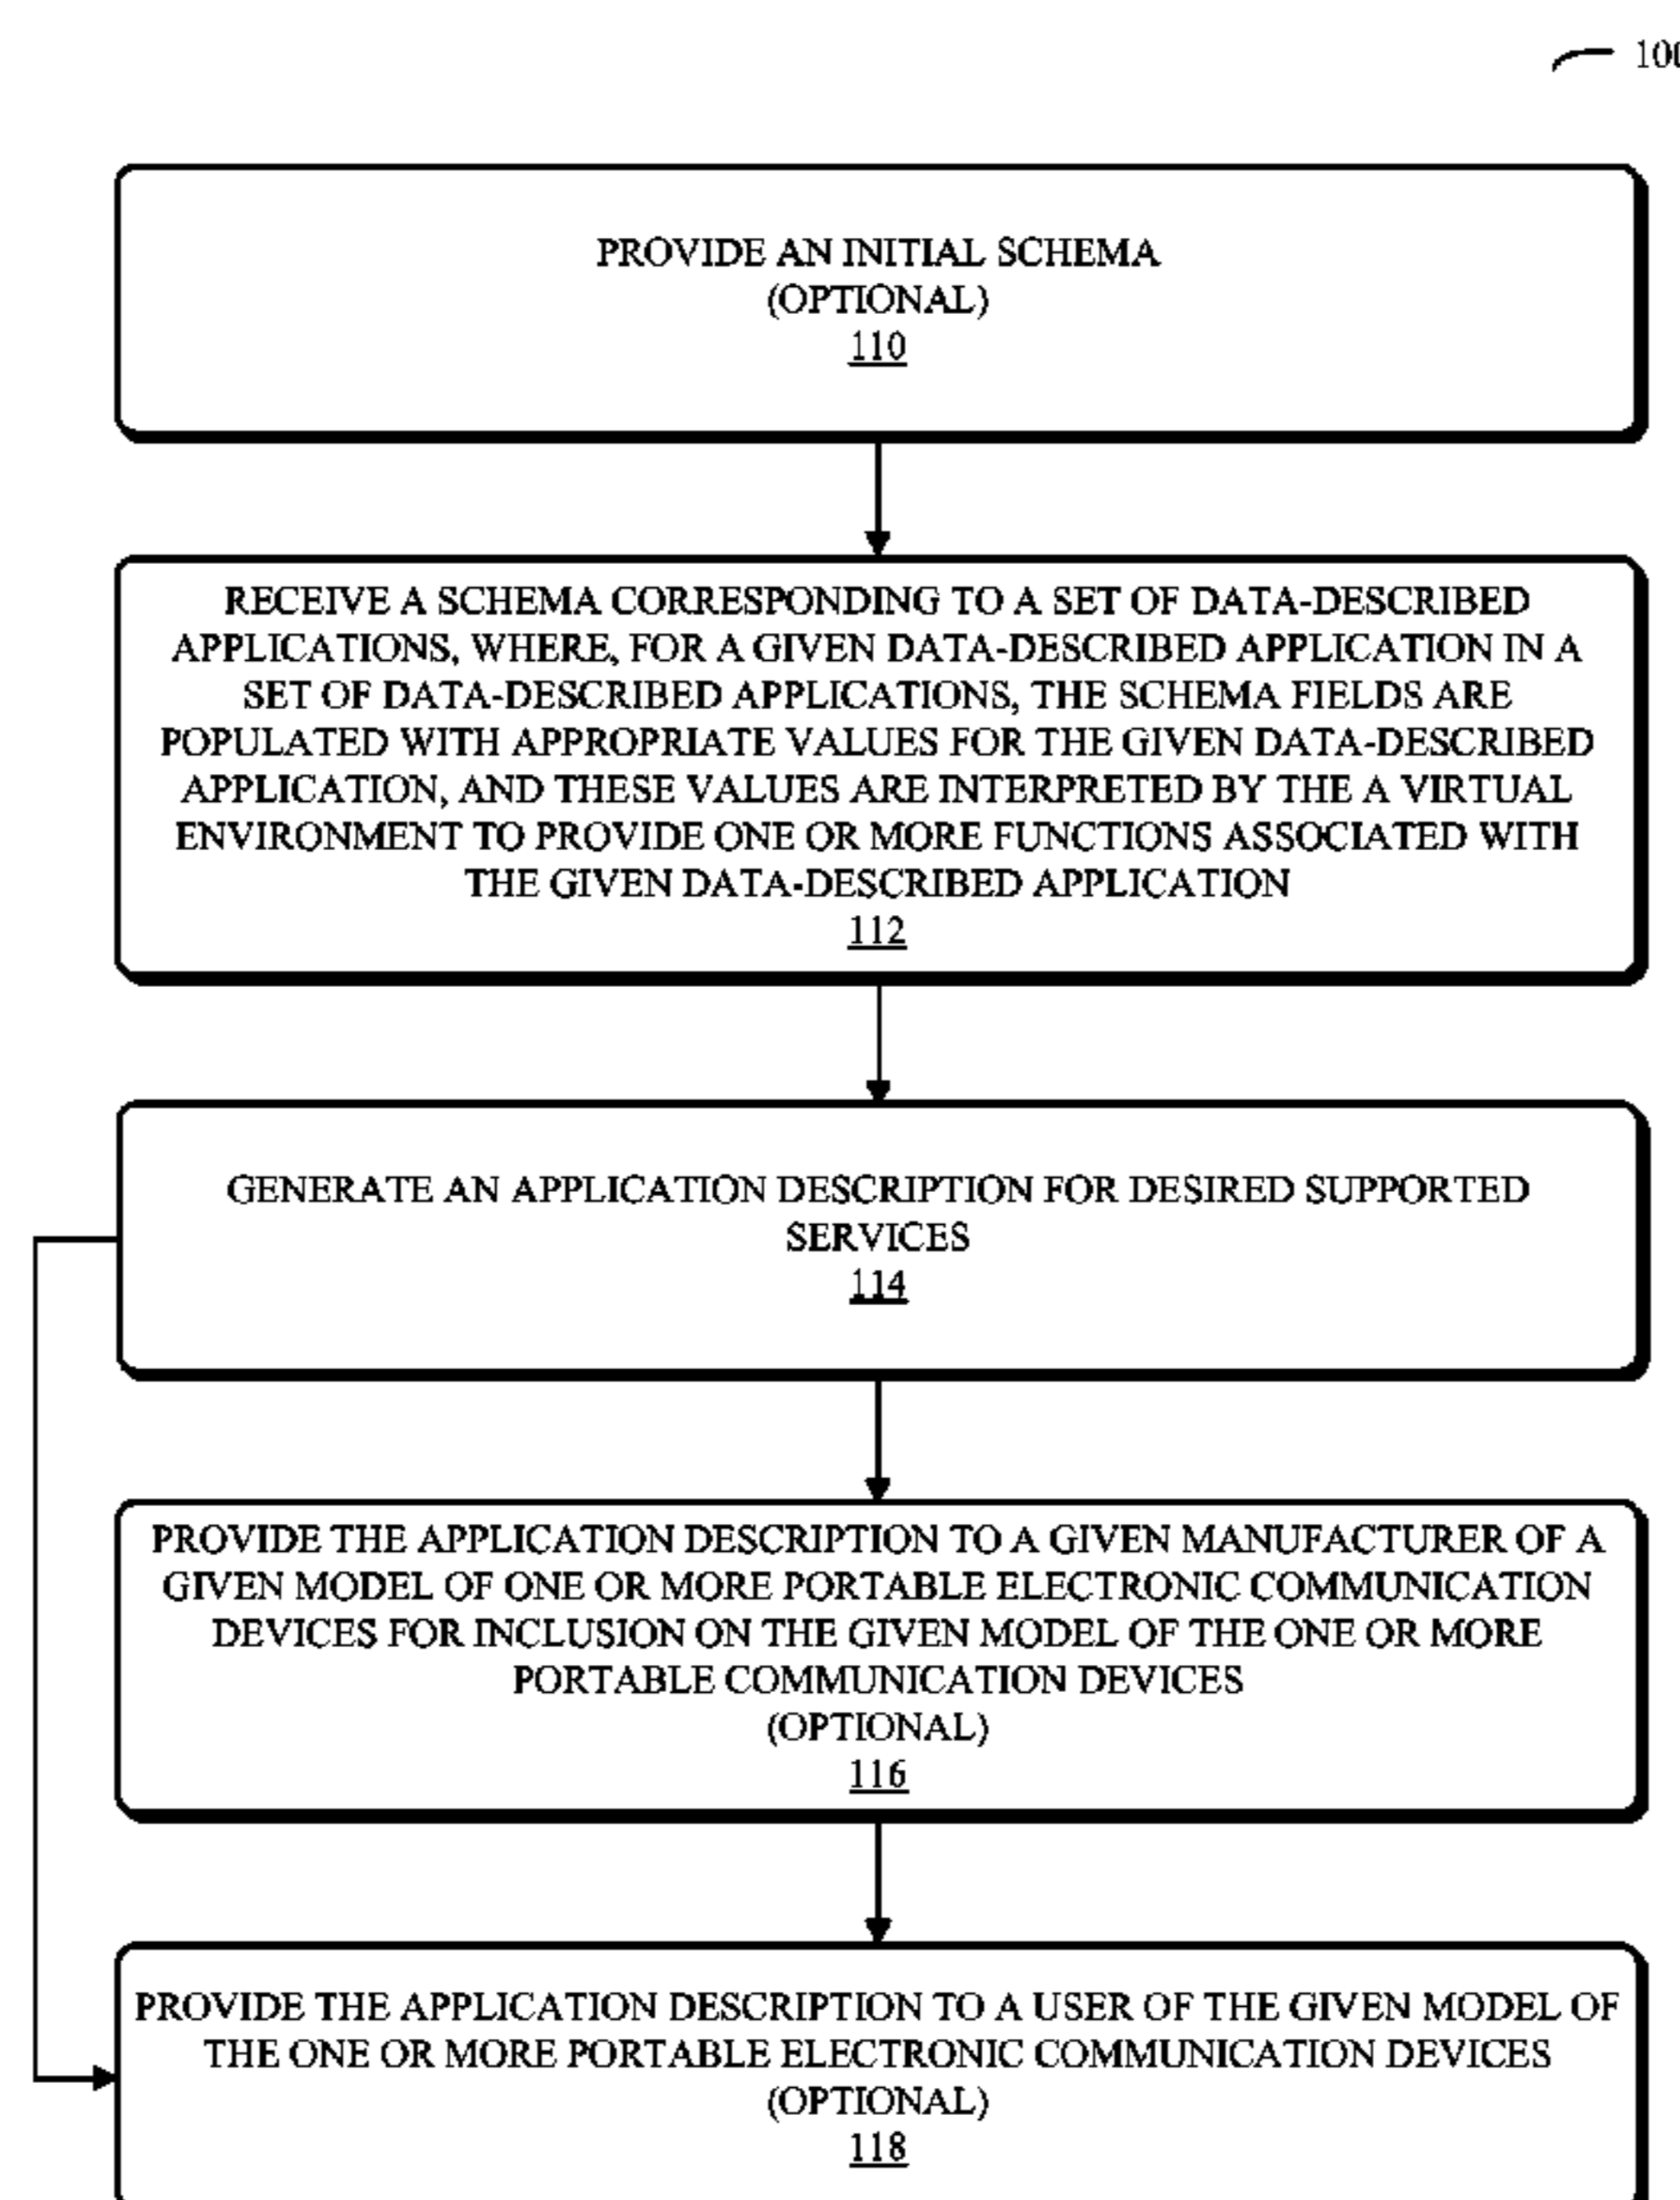 100
PROVIDE AN INITIAL SCHEMA
(OPTIONAL)
110
RECEIVE A SCHEMA CORRESPONDING TO A SET OF DATA-DESCRIBED
APPLICATIONS, WHERE, FOR A GIVEN DATA-DESCRIBED APPLICATION IN A
SET OF DATA-DESCRIBED APPLICATIONS, THE SCHEMA FIELDS ARE
POPULATED WITH APPROPRIATE VALUES FOR THE GIVEN DATA-DESCRIBED
APPLICATION, AND THESE VALUES ARE INTERPRETED BY THE A VIRTUAL
ENVIRONMENT TO PROVIDE ONE OR MORE FUNCTIONS ASSOCIATED WITH
THE GIVEN DATA-DESCRIBED APPLICATION
112
GENERATE AN APPLICATION DESCRIPTION FOR DESIRED SUPPORTED
SERVICES
114
PROVIDE THE APPLICATION DESCRIPTION TO A GIVEN MANUFACTURER OF A
GIVEN MODEL OF ONE OR MORE PORTABLE ELECTRONIC COMMUNICATION
DEVICES FOR INCLUSION ON THE GIVEN MODEL OF THE ONE OR MORE
PORTABLE COMMUNICATION DEVICES
(OPTIONAL)
116
PROVIDE THE APPLICATION DESCRIPTION TO A USER OF THE GIVEN MODEL OF
THE ONE OR MORE PORTABLE ELECTRONIC COMMUNICATION DEVICES
(OPTIONAL)
118